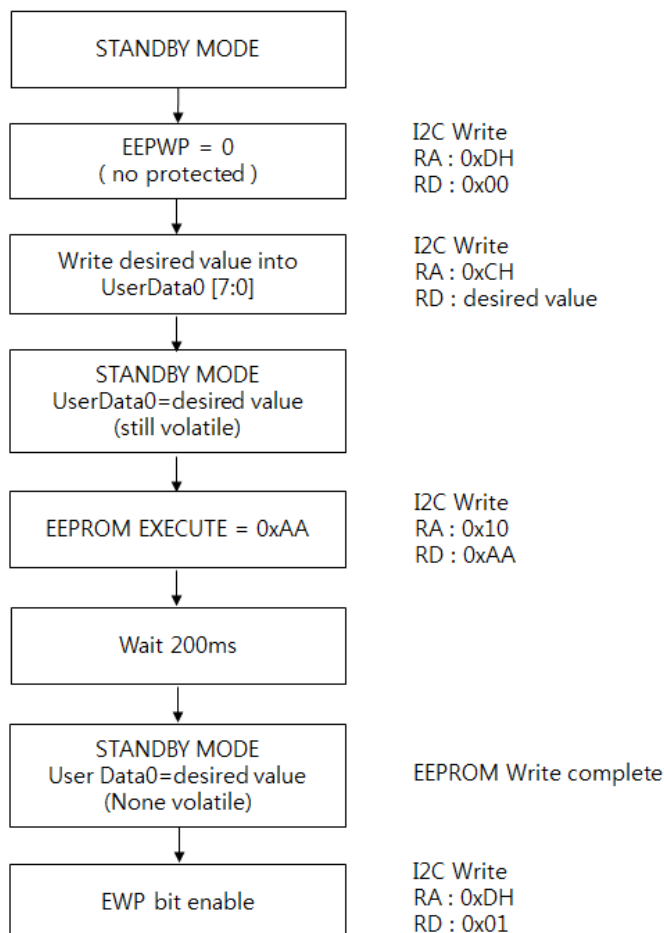 STANDBY MODE
EEPWP = 0
( no protected )
I2C Write
RA : 0xDH
RD : 0x00
Write desired value into
UserData0 [7:0]
I2C Write
RA : 0xCH
RD : desired value
STANDBY MODE
UserData0=desired value
(still volatile)
EEPROM EXECUTE = 0xAA
I2C Write
RA : 0x10
RD : 0xAA
Wait 200ms
STANDBY MODE
User Data0=desired value
(None volatile)
EEPROM Write complete
EWP bit enable
I2C Write
RA : 0xDH
RD : 0x01